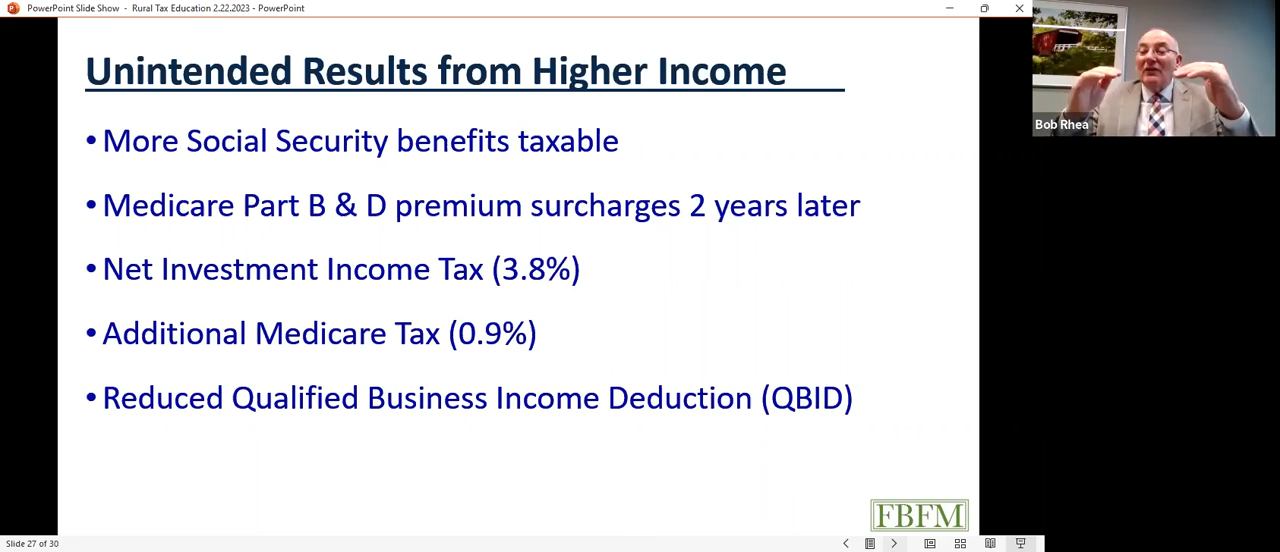 PowerPoint Slide Show - Rural Tax Education 2.22.2023 - PowerPoint
Unintended Results from Higher Income
Bob Rhea
• More Social Security benefits taxable
• Medicare Part B & D premium surcharges 2 years later
• Net Investment Income Tax (3.8%)
• Additional Medicare Tax (0.9%)
• Reduced Qualified Business Income Deduction (QBID)
FBFM
Slide 27 of 30